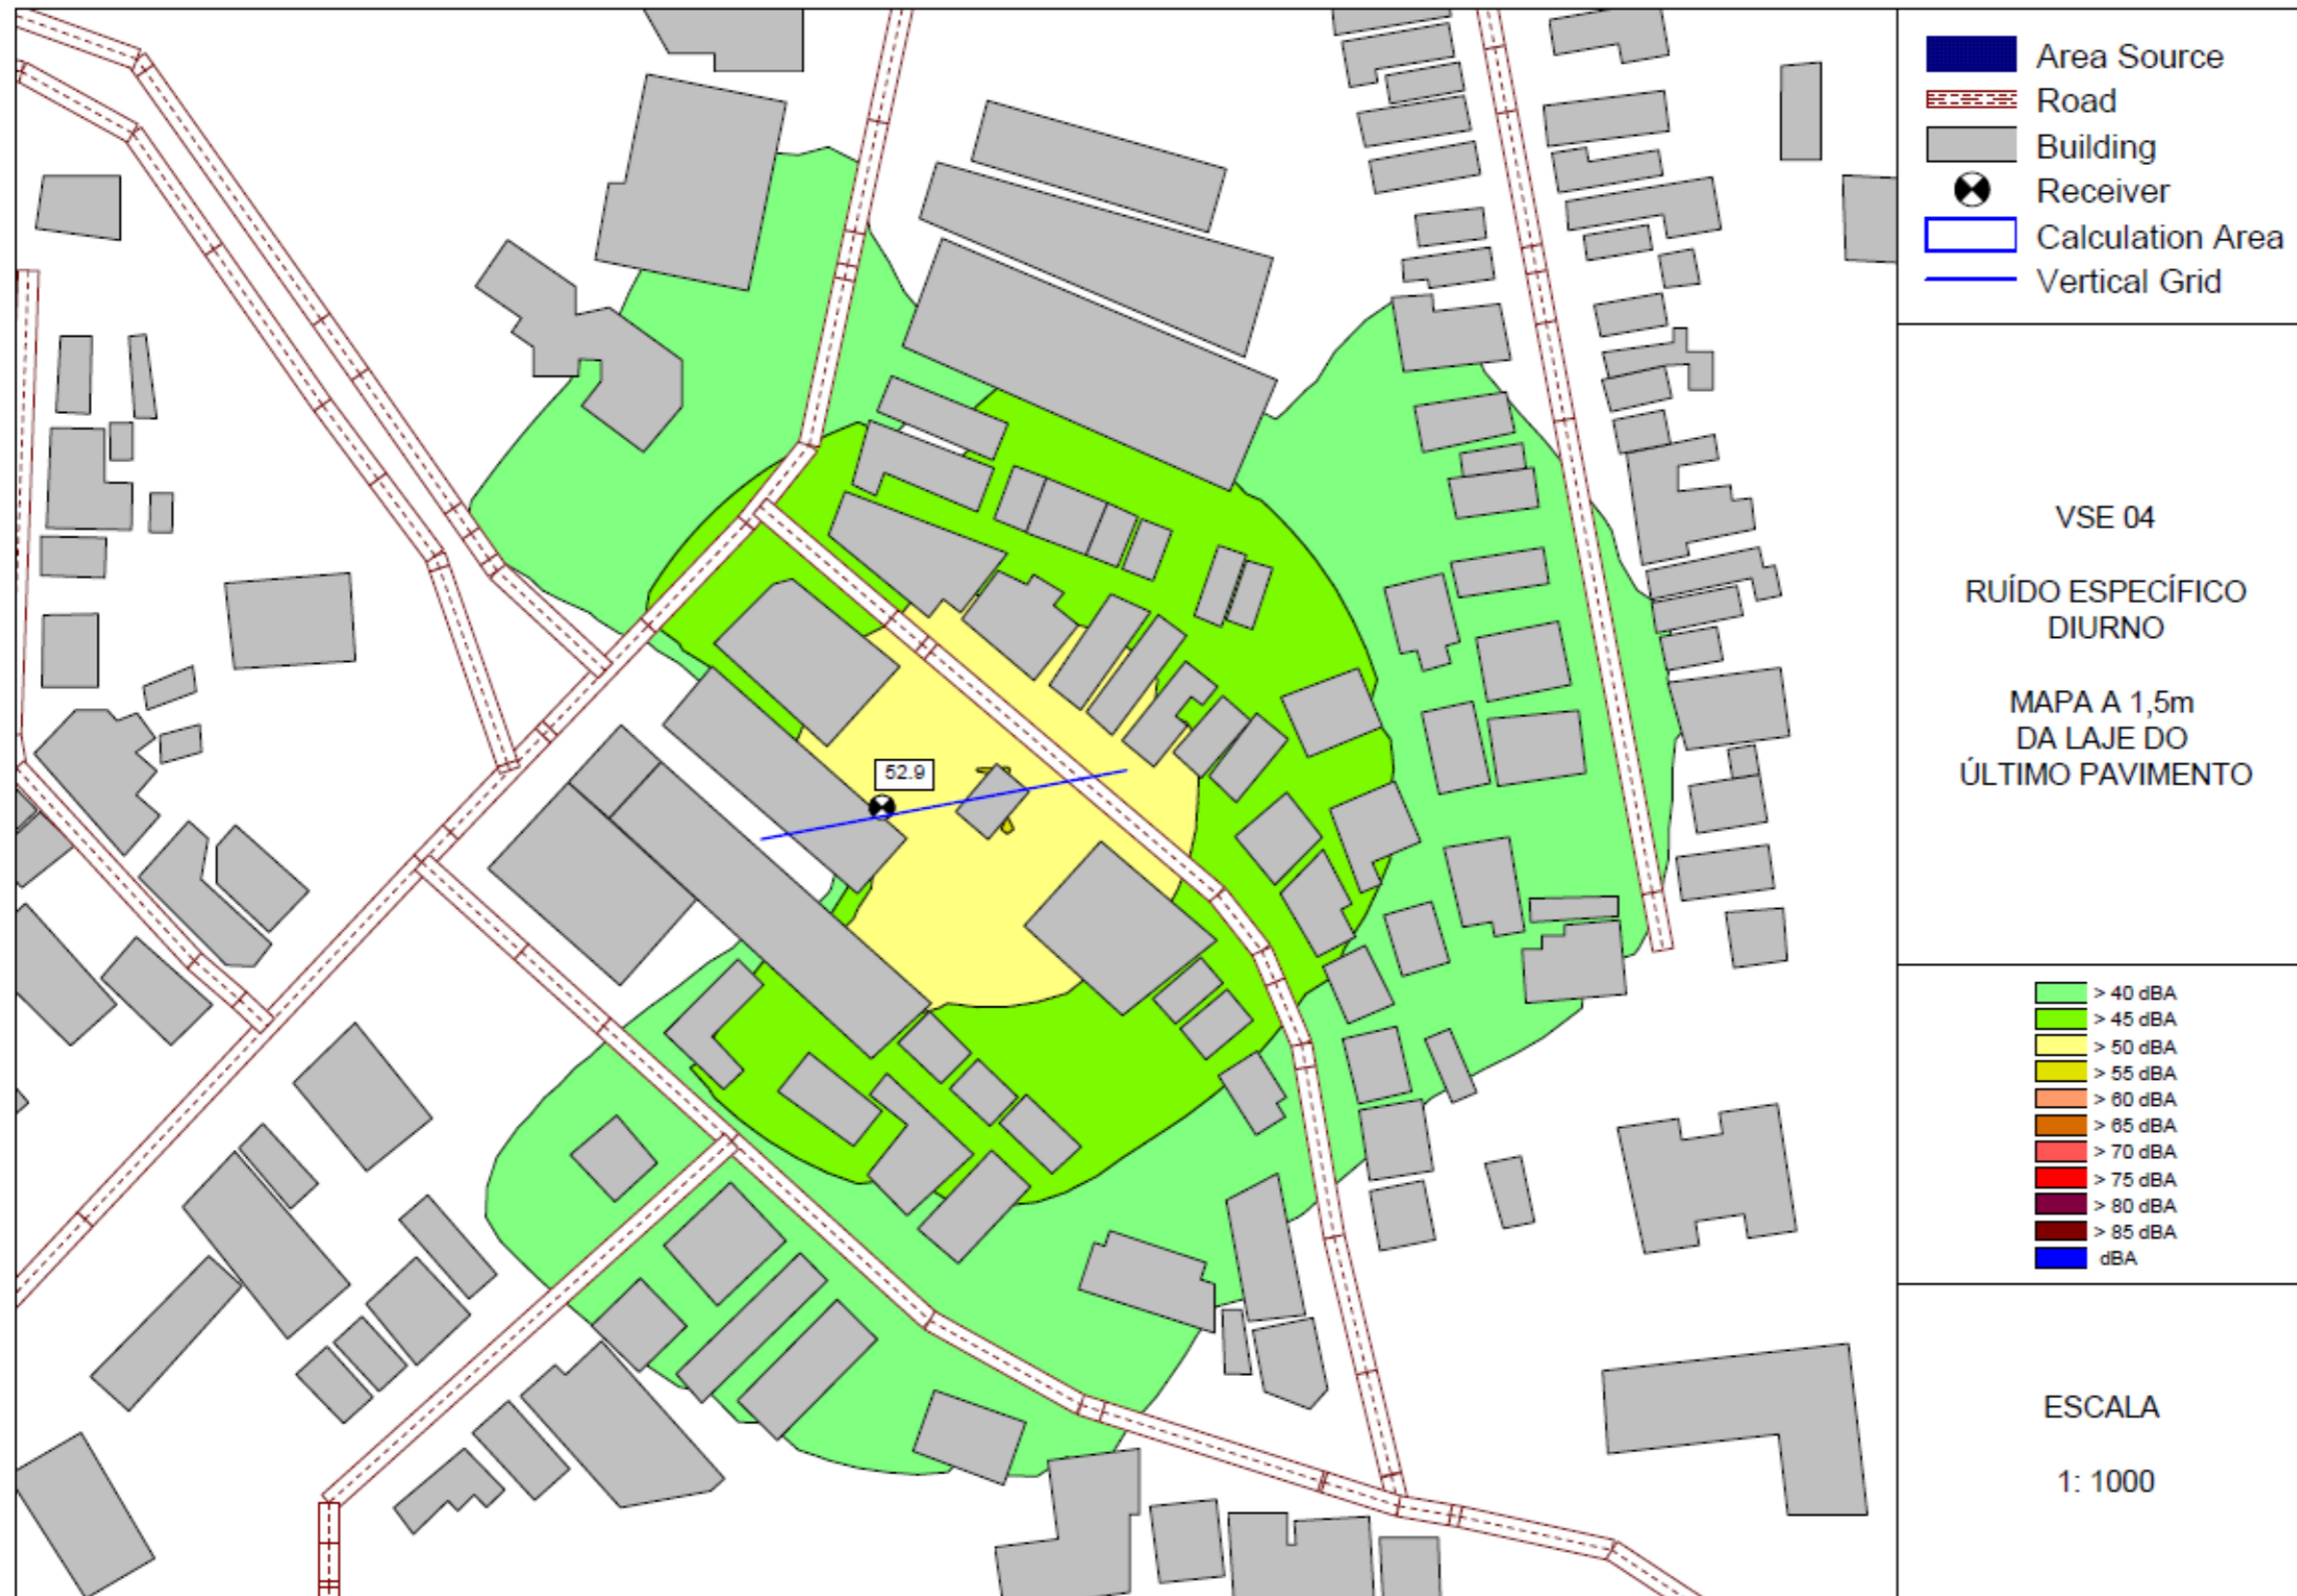 Area Source
Road
Building
Receiver
Calculation Area
Vertical Grid
VSE 04
RUÍDO ESPECÍFICO
DIURNO
MAPA A 1,5m
DA LAJE DO
ÚLTIMO PAVIMENTO
52.9
> 40 dBA
> 45 dBA
> 50 dBA
> 55 dBA
> 60 dBA
> 65 dBA
> 70 dBA
> 75 dBA
> 80 dBA
> 85 dBA
dBA
ESCALA
1: 1000